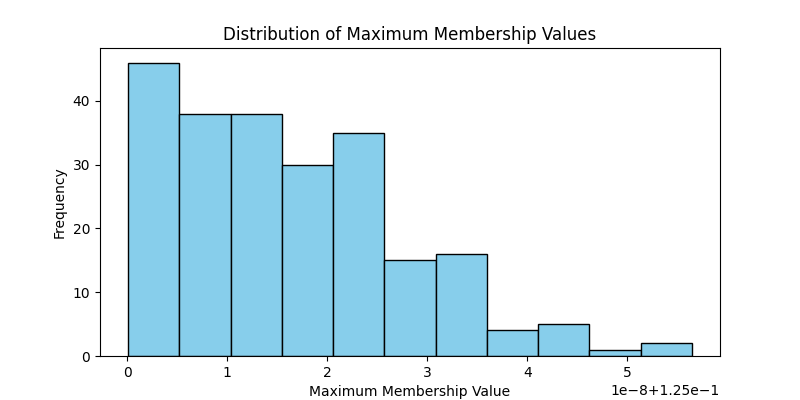 Distribution of Maximum Membership Values
Frequency
40
30
20
10
0
0 1 2 3 4 5
Maximum Membership Value
1e−8+1.25e−1